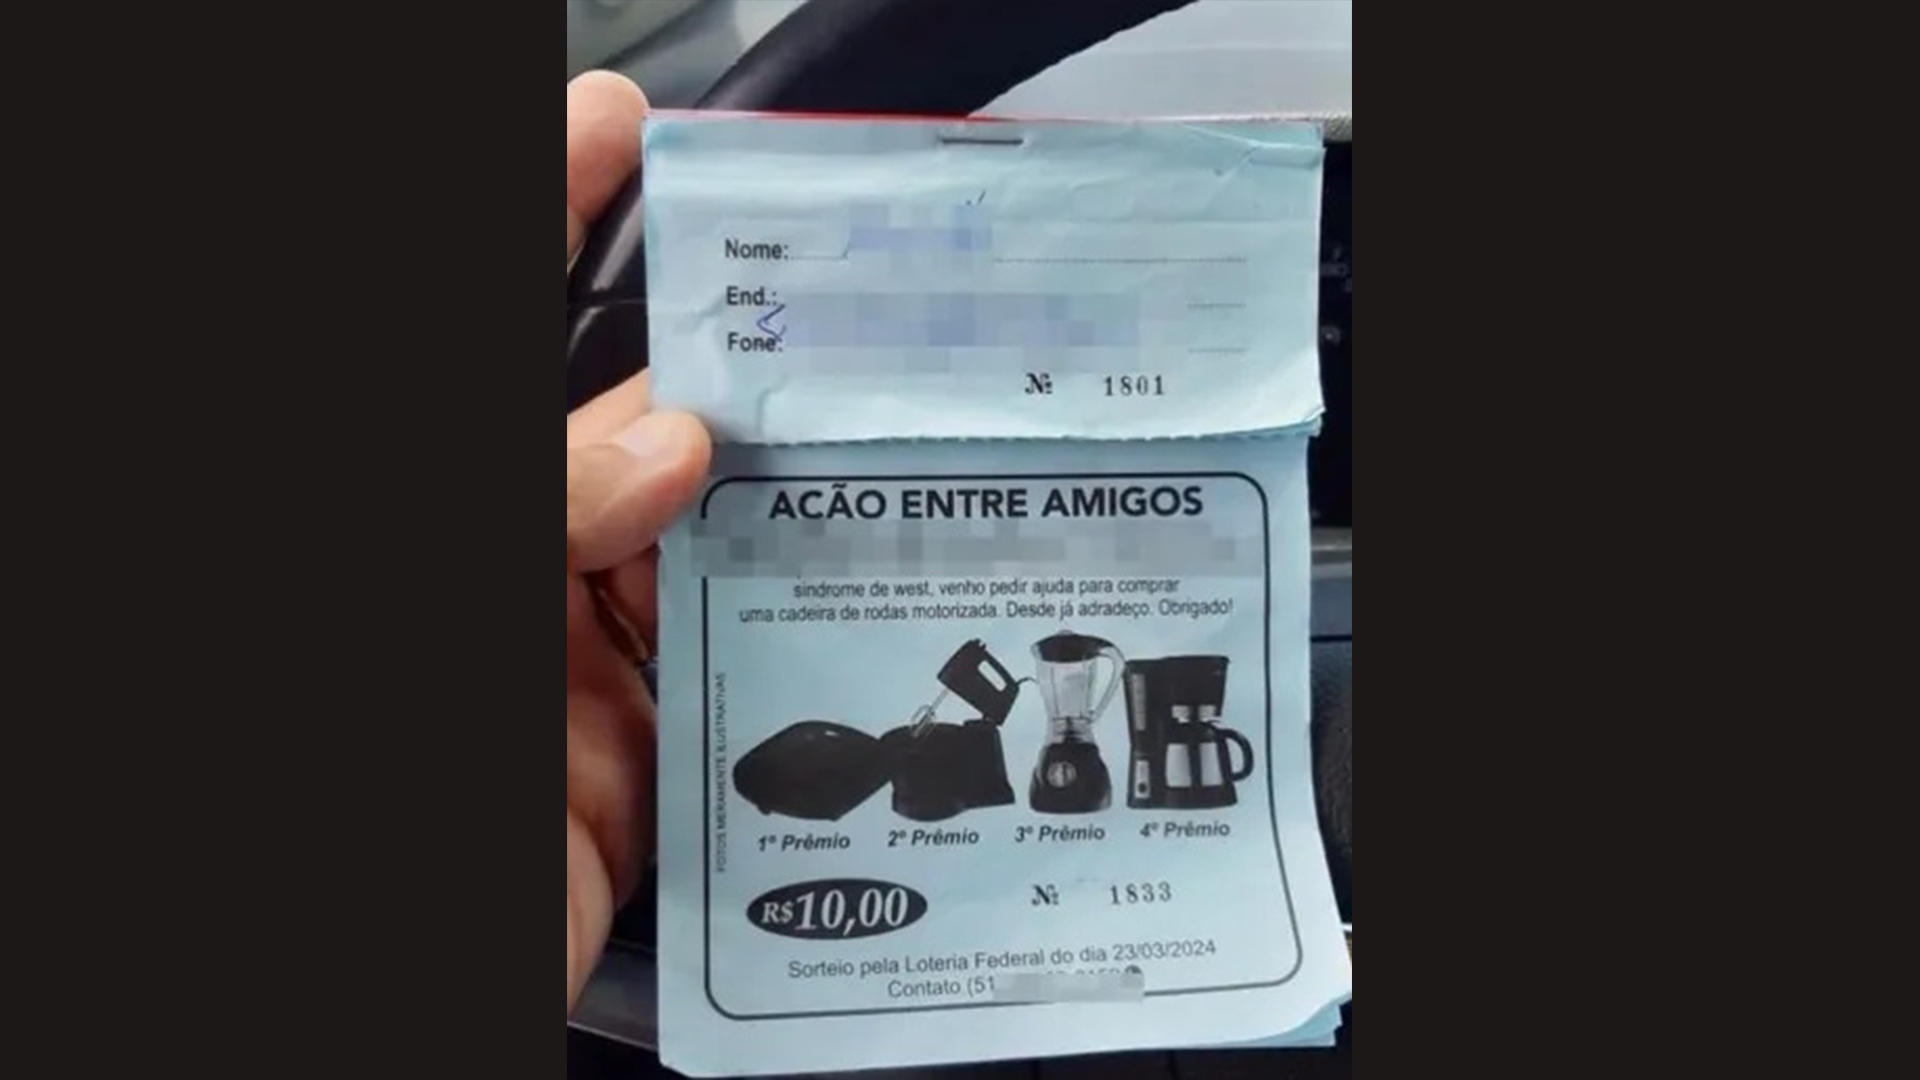 Nome:
End.:
Fone:
Nº 1801
ACÃO ENTRE AMIGOS
síndrome de west, venho pedir ajuda para comprar
uma cadeira de rodas motorizada. Desde já adradeço. Obrigado!
FOTOS MERAMENTE ILUSTRATIVAS
1º Prêmio 2º Prêmio 3º Prêmio 4º Prêmio
R$10,00
Nº 1833
Sorteio pela Loteria Federal do dia 23/03/2024
Contato (51